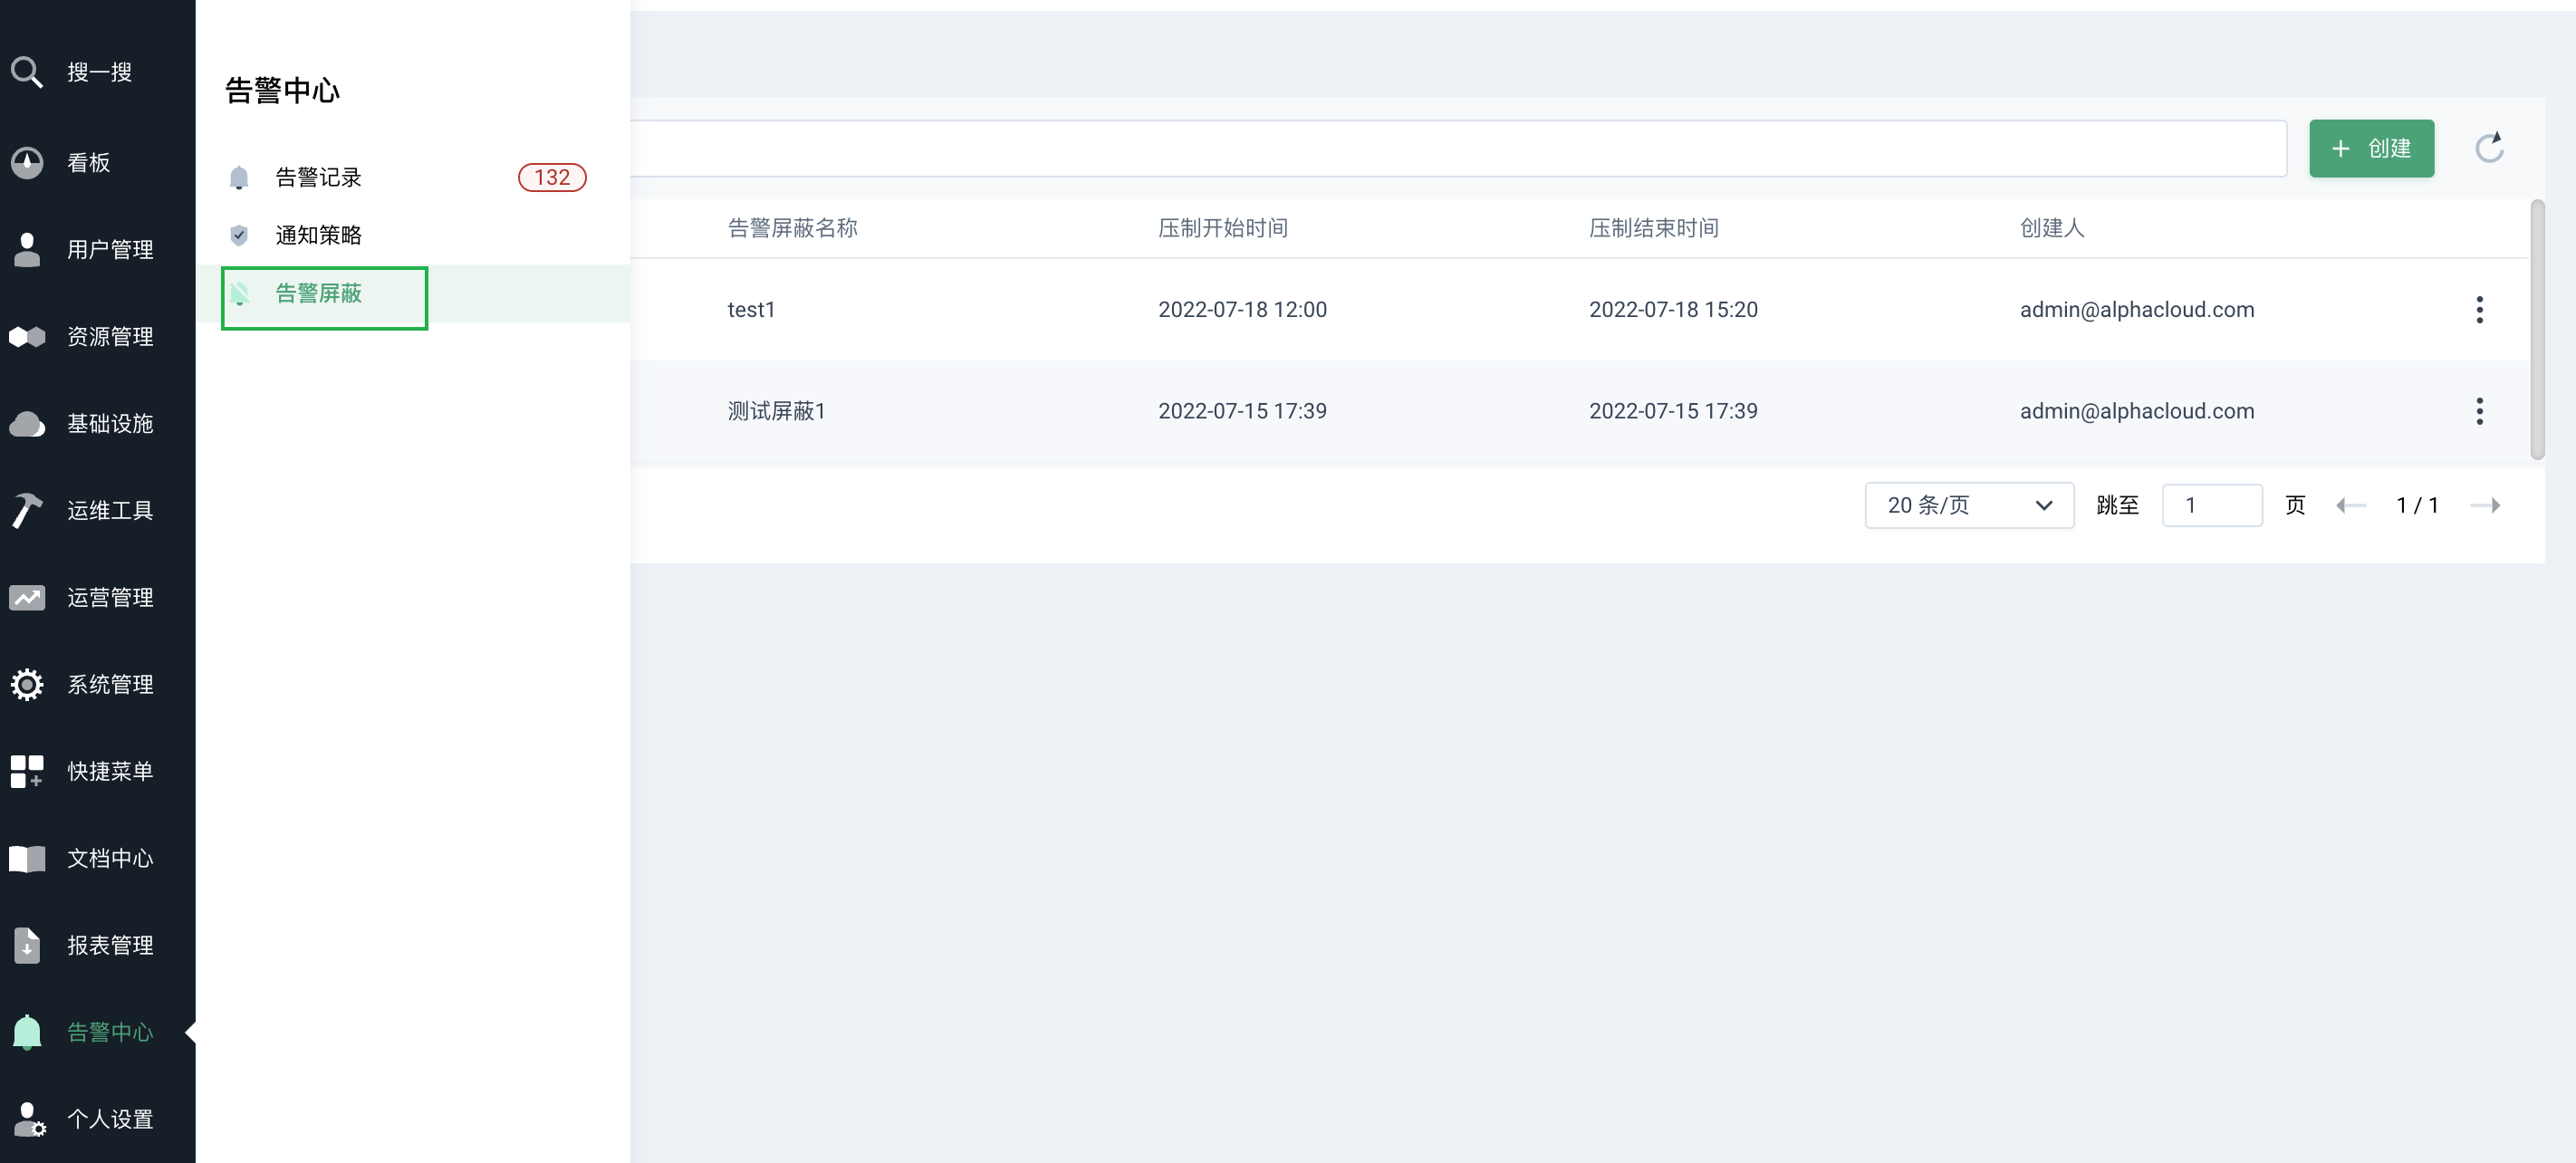 搜一搜
看板
用户管理
资源管理
基础设施
运维工具
运营管理
系统管理
快捷菜单
文档中心
报表管理
告警中心
个人设置
告警中心
告警记录 132
通知策略
告警屏蔽
+ 创建
告警屏蔽名称 压制开始时间 压制结束时间 创建人
test1 2022-07-18 12:00 2022-07-18 15:20 admin@alphacloud.com
测试屏蔽1 2022-07-15 17:39 2022-07-15 17:39 admin@alphacloud.com
20 条/页 跳至 1 页 1 / 1